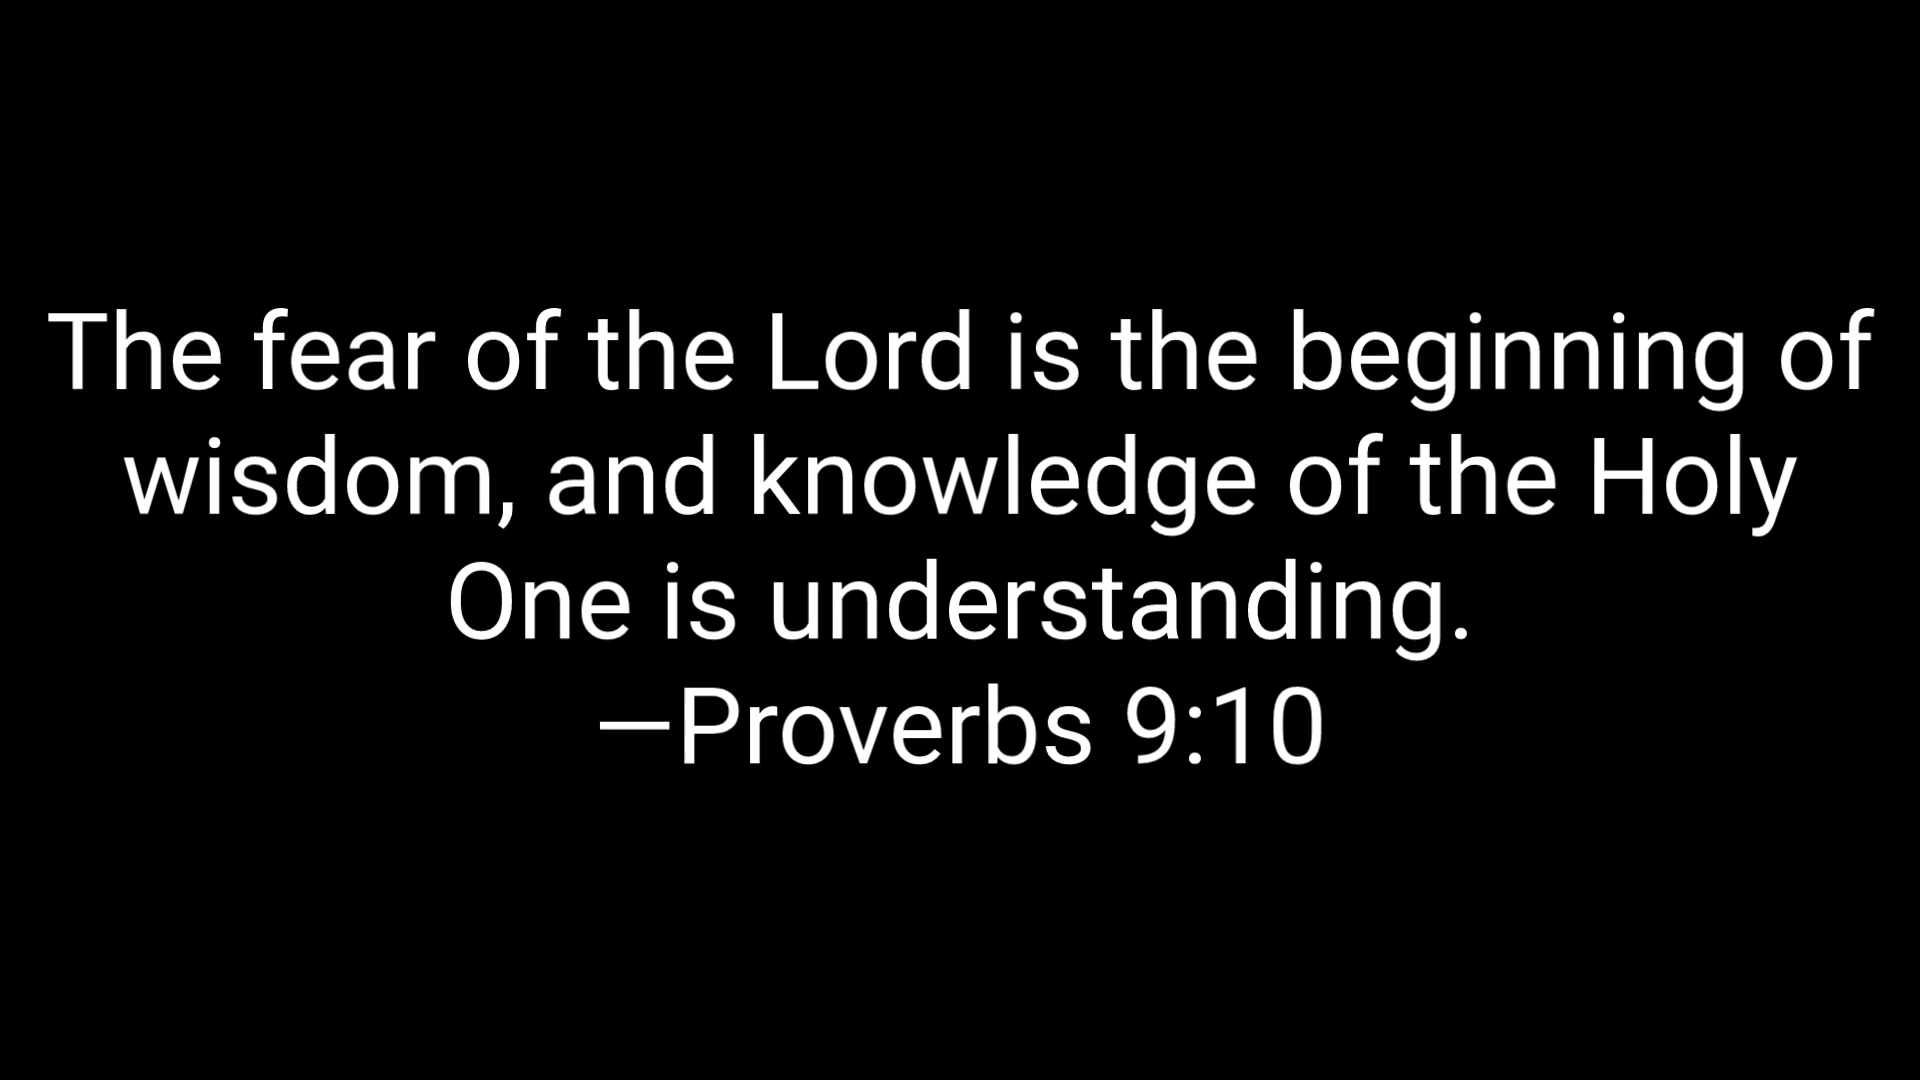 The fear of the Lord is the beginning of
wisdom, and knowledge of the Holy
One is understanding.
—Proverbs 9:10